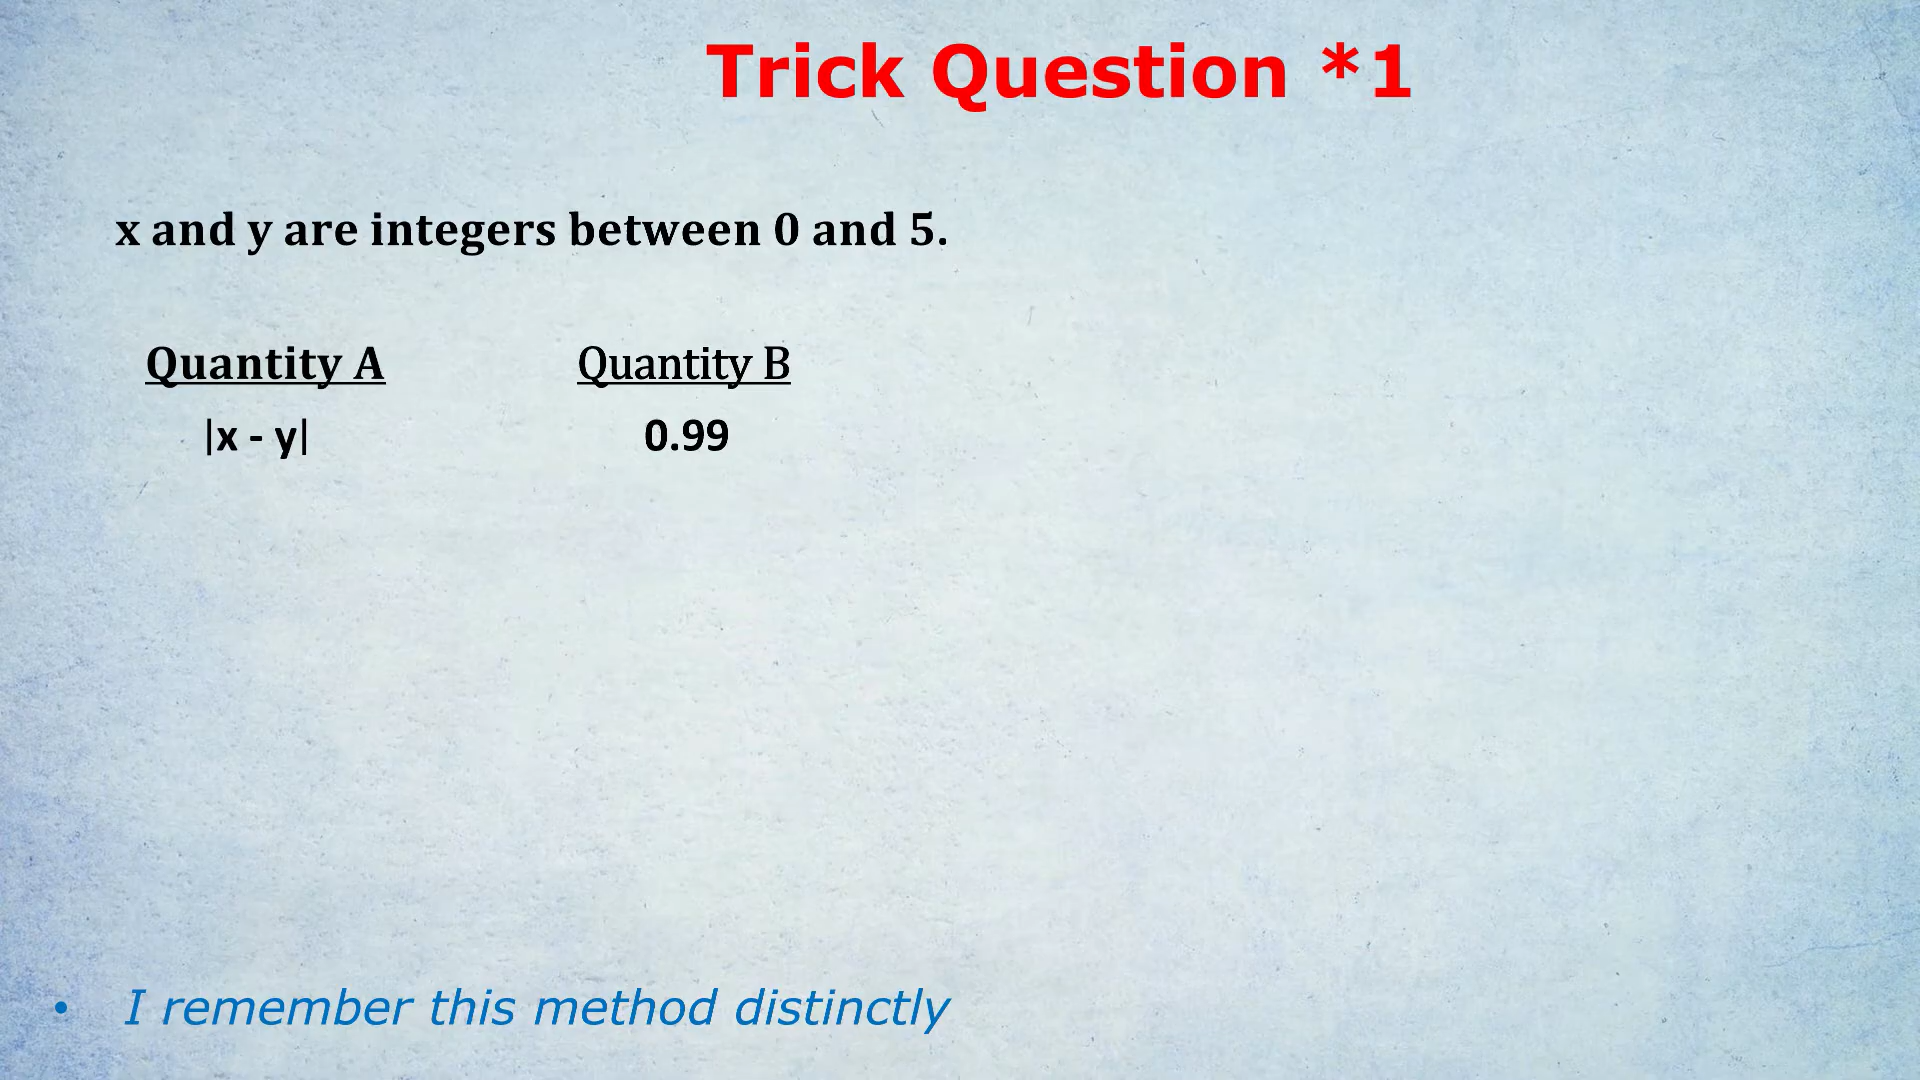 Trick Question *1
x and y are integers between 0 and 5.
Quantity A Quantity B
|x - y| 0.99
• I remember this method distinctly